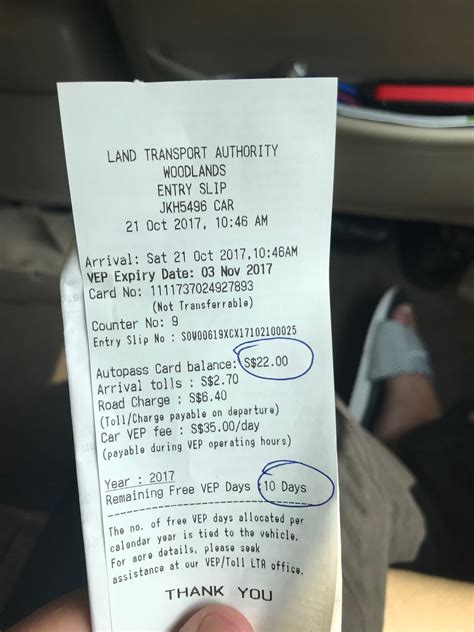 LAND TRANSPORT AUTHORITY
WOODLANDS
ENTRY SLIP
JKH5496 CAR
21 Oct 2017, 10:46 AM
Arrival: Sat 21 Oct 2017,10:46AM
VEP Expiry Date: 03 Nov 2017
Card No: 1111737024927893
(Not Transferrable)
Counter No: 9
Entry Slip No : SOW00619XCX17102100025
Autopass Card balance: S$22.00
Arrival tolls : S$2.70
Road Charge : S$6.40
(Toll/Charge payable on departure)
Car VEP fee : S$35.00/day
(payable during VEP operating hours)
Year : 2017
Remaining Free VEP Days :10 Days
The no. of free VEP days allocated per
calendar year is tied to the vehicle.
For more details, please seek
assistance at our VEP/Toll LTA office.
THANK YOU